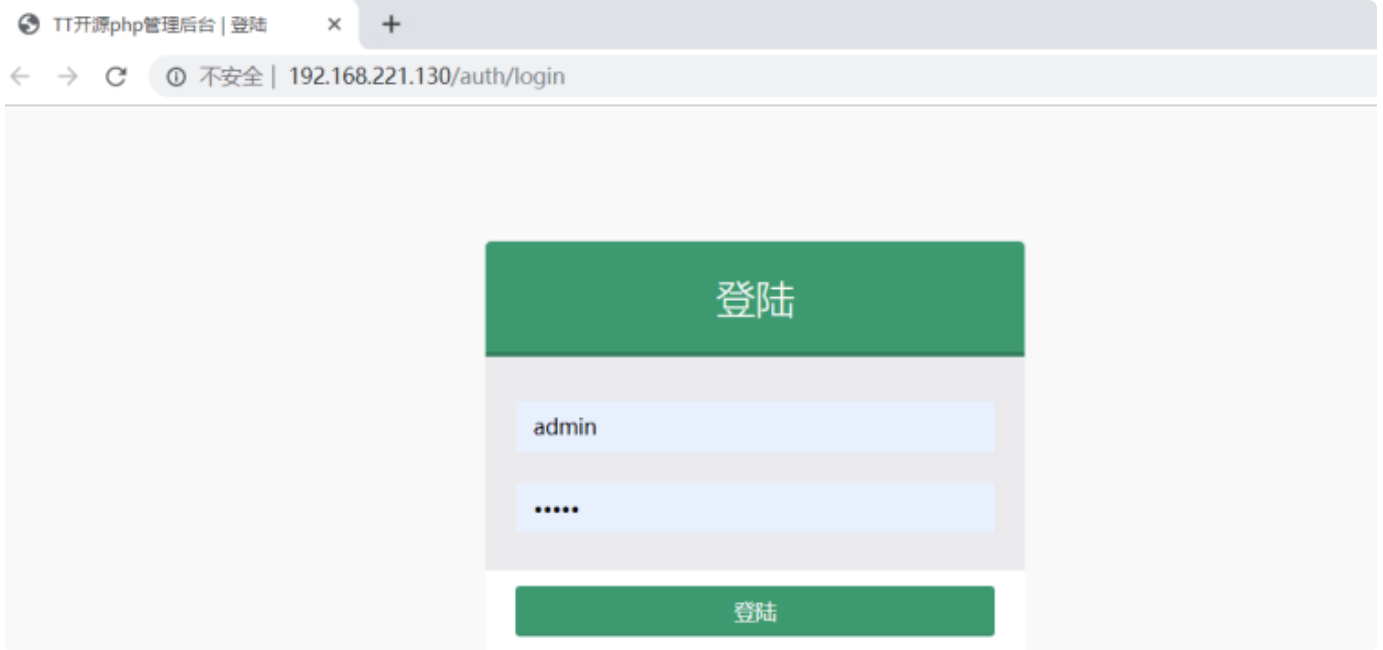 TT开源php管理后台 | 登陆
不安全 | 192.168.221.130/auth/login
登陆
admin
•••••
登陆